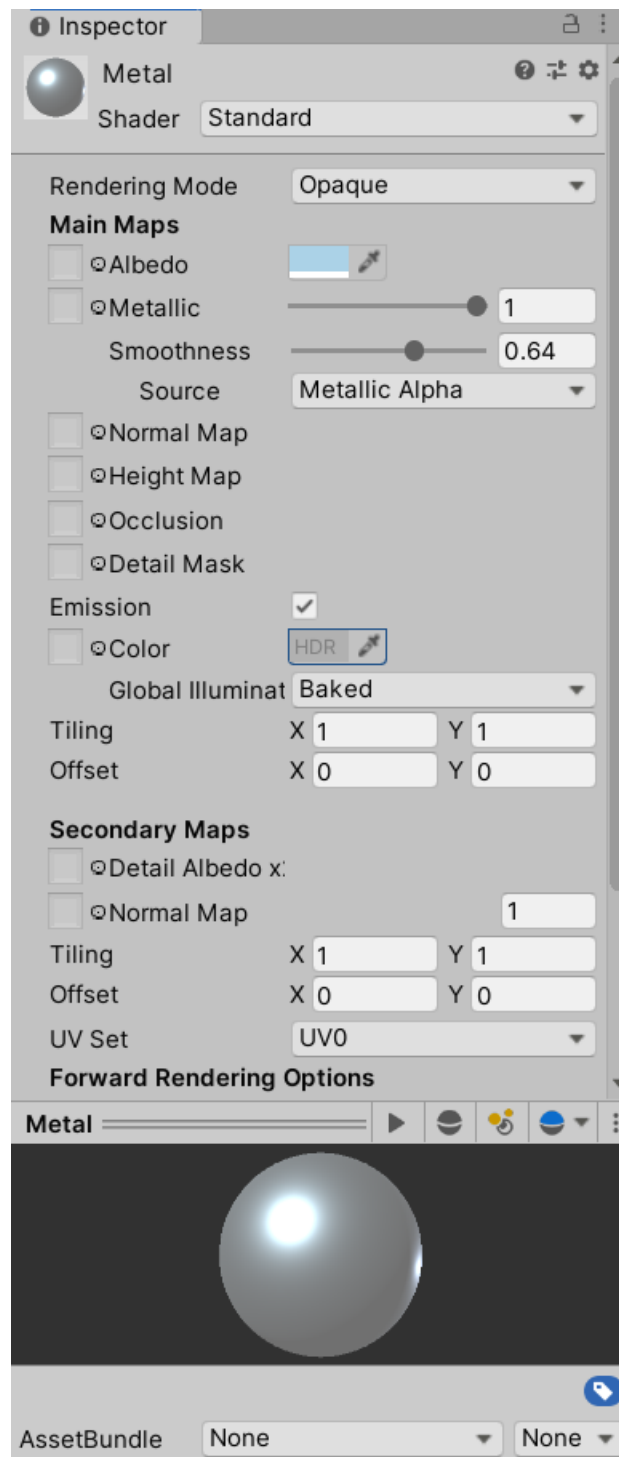 Inspector
Metal
Shader Standard
Rendering Mode Opaque
Main Maps
Albedo
Metallic 1
Smoothness 0.64
Source Metallic Alpha
Normal Map
Height Map
Occlusion
Detail Mask
Emission
Color HDR
Global Illuminat Baked
Tiling X 1 Y 1
Offset X 0 Y 0
Secondary Maps
Detail Albedo x
Normal Map 1
Tiling X 1 Y 1
Offset X 0 Y 0
UV Set UV0
Forward Rendering Options
Metal
AssetBundle None None